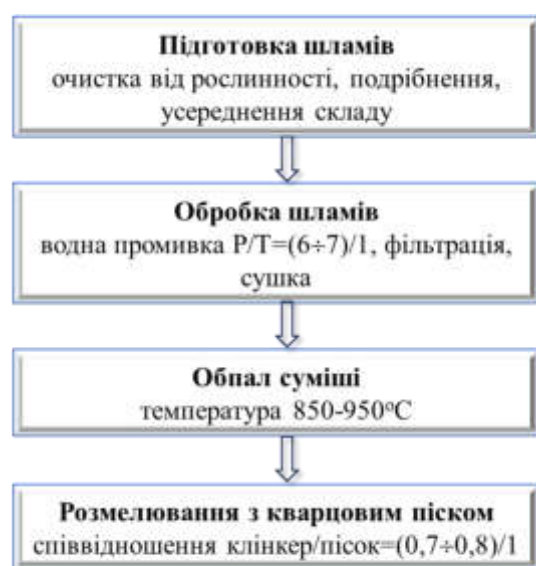 Підготовка шламів
очистка від рослинності, подрібнення,
усереднення складу
Обробка шламів
водна промивка Р/Т=(6÷7)/1, фільтрація,
сушка
Обпал суміші
температура 850-950°С
Розмелювання з кварцовим піском
співвідношення клінкер/пісок=(0,7÷0,8)/1